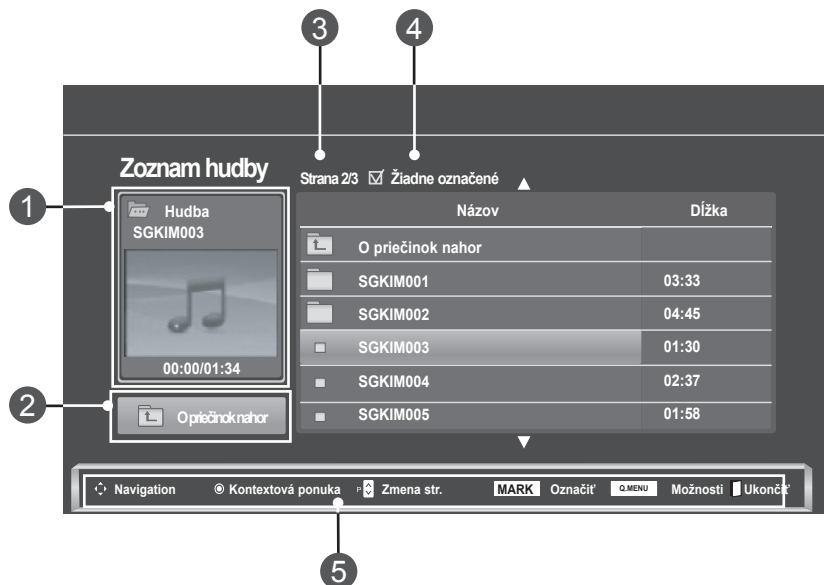 3 4
Zoznam hudby
Strana 2/3 Žiadne označené
1
Hudba
SGKIM003
00:00/01:34
2
O priečinok nahor
Názov Dĺžka
O priečinok nahor
SGKIM001 03:33
SGKIM002 04:45
SGKIM003 01:30
SGKIM004 02:37
SGKIM005 01:58
Navigation Kontextová ponuka P Zmena str. MARK Označiť Q.MENU Možnosti Ukončiť
5